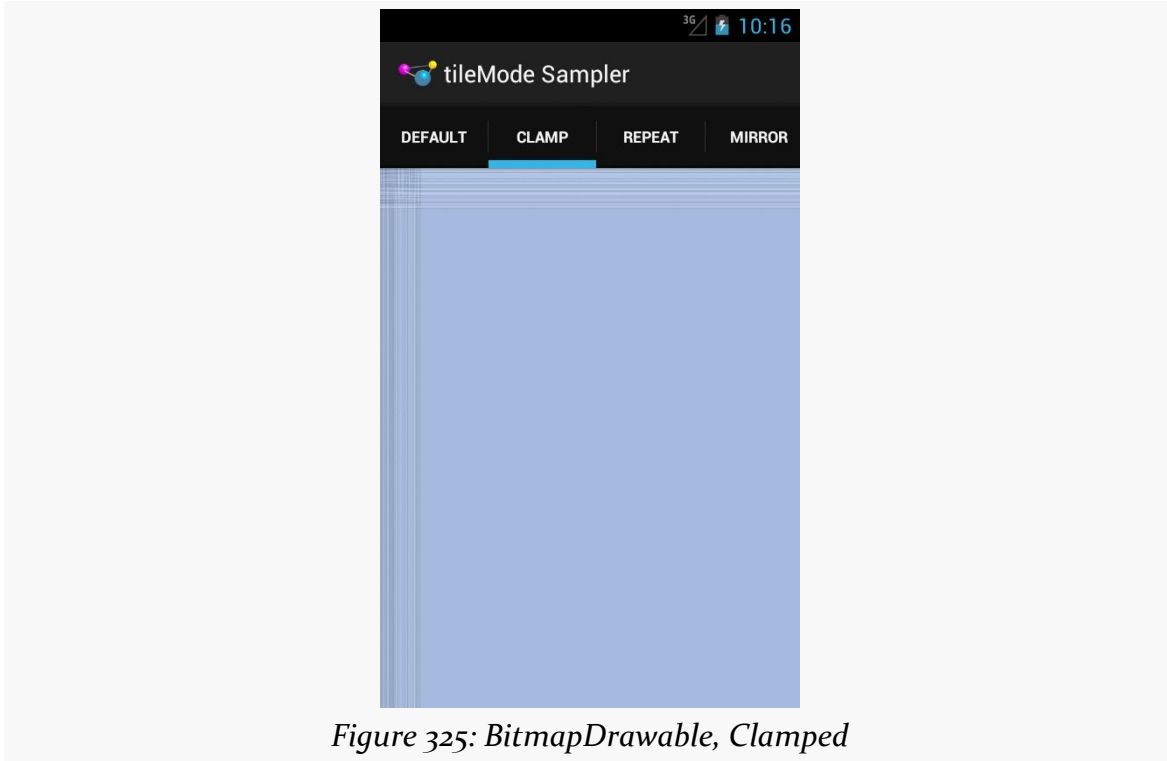 3G 10:16
tileMode Sampler
DEFAULT CLAMP REPEAT MIRROR
Figure 325: BitmapDrawable, Clamped